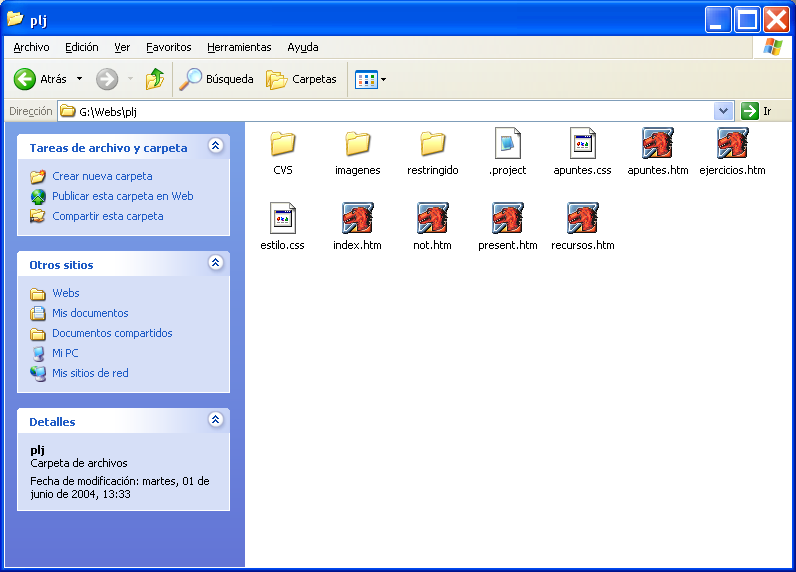 plj
Archivo Edición Ver Favoritos Herramientas Ayuda
Atrás Búsqueda Carpetas
Dirección G:\Webs\plj Ir
Tareas de archivo y carpeta
Crear nueva carpeta
Publicar esta carpeta en Web
Compartir esta carpeta
Otros sitios
Webs
Mis documentos
Documentos compartidos
Mi PC
Mis sitios de red
Detalles
plj
Carpeta de archivos
Fecha de modificación: martes, 01 de
junio de 2004, 13:33
CVS imagenes restringido .project apuntes.css apuntes.htm ejercicios.htm
estilo.css index.htm not.htm present.htm recursos.htm